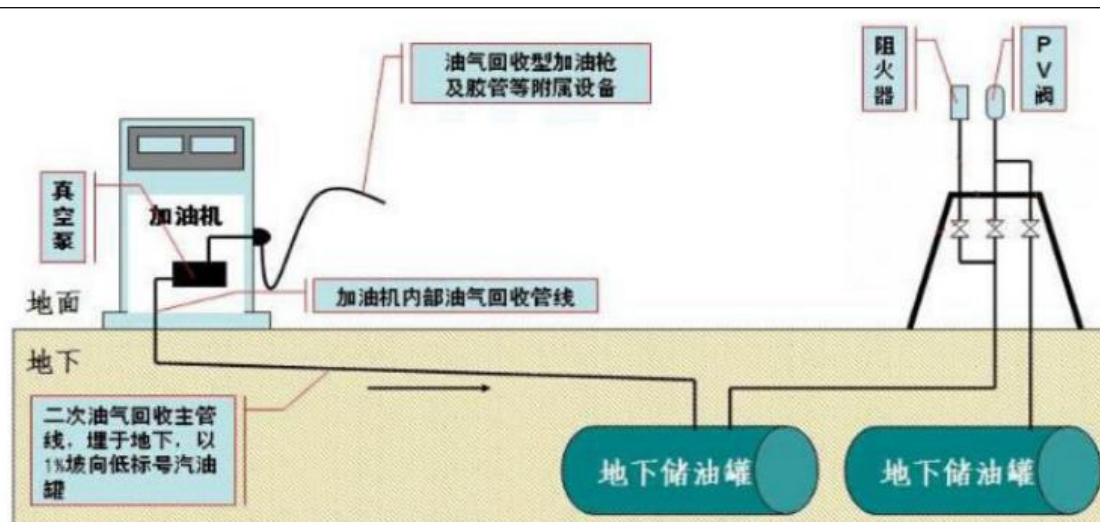 油气回收型加油枪
及胶管等附属设备
阻火器
PV阀
真空泵
加油机
加油机内部油气回收管线
地面
地下
二次油气回收主管
线，埋于地下，以
1%坡向低标号汽油
罐
地下储油罐
地下储油罐